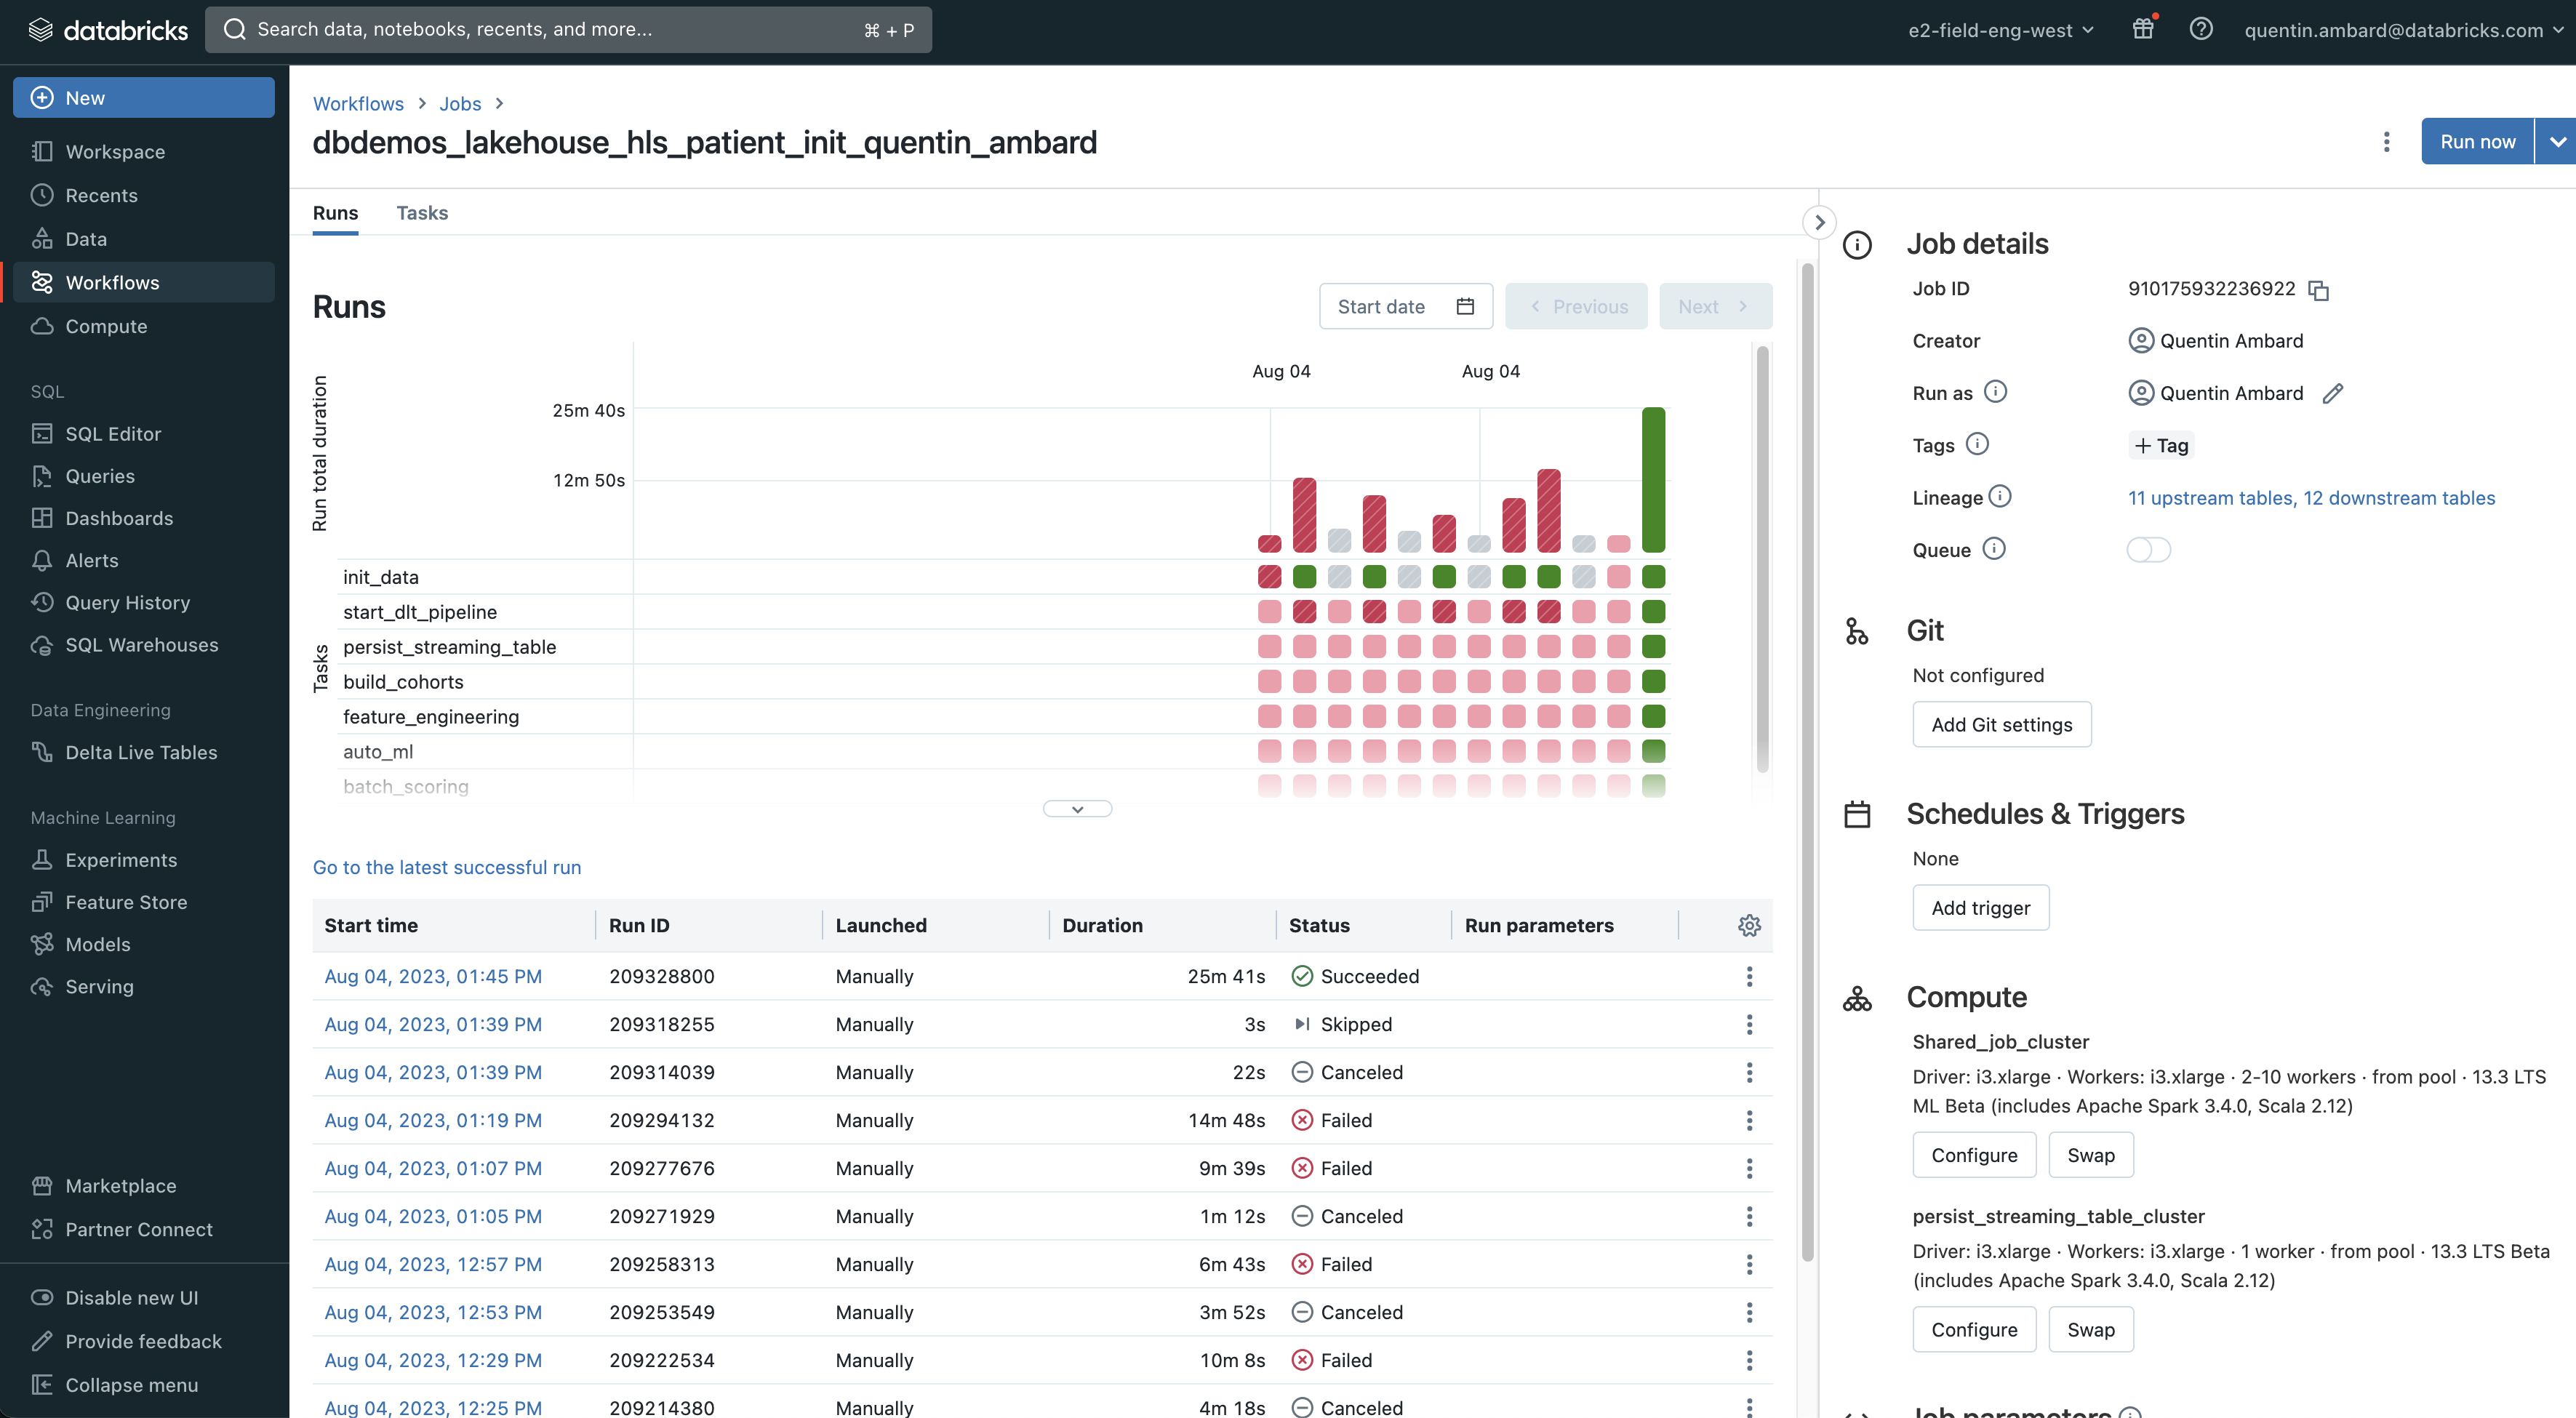 databricks
Search data, notebooks, recents, and more...
⌘ + P
e2-field-eng-west
quentin.ambard@databricks.com
New
Workspace
Recents
Data
Workflows
Compute
SQL
SQL Editor
Queries
Dashboards
Alerts
Query History
SQL Warehouses
Data Engineering
Delta Live Tables
Machine Learning
Experiments
Feature Store
Models
Serving
Marketplace
Partner Connect
Disable new UI
Provide feedback
Collapse menu
Workflows > Jobs >
dbdemos_lakehouse_hls_patient_init_quentin_ambard
Run now
Runs
Tasks
Runs
Start date
Previous
Next
Run total duration
Aug 04
Aug 04
25m 40s
12m 50s
Tasks
init_data
start_dlt_pipeline
persist_streaming_table
build_cohorts
feature_engineering
auto_ml
batch_scoring
Go to the latest successful run
Start time Run ID Launched Duration Status Run parameters
Aug 04, 2023, 01:45 PM 209328800 Manually 25m 41s Succeeded
Aug 04, 2023, 01:39 PM 209318255 Manually 3s Skipped
Aug 04, 2023, 01:39 PM 209314039 Manually 22s Canceled
Aug 04, 2023, 01:19 PM 209294132 Manually 14m 48s Failed
Aug 04, 2023, 01:07 PM 209277676 Manually 9m 39s Failed
Aug 04, 2023, 01:05 PM 209271929 Manually 1m 12s Canceled
Aug 04, 2023, 12:57 PM 209258313 Manually 6m 43s Failed
Aug 04, 2023, 12:53 PM 209253549 Manually 3m 52s Canceled
Aug 04, 2023, 12:29 PM 209222534 Manually 10m 8s Failed
Aug 04, 2023, 12:25 PM 209214380 Manually 4m 18s Canceled
Job details
Job ID 910175932236922
Creator Quentin Ambard
Run as Quentin Ambard
Tags + Tag
Lineage 11 upstream tables, 12 downstream tables
Queue
Git
Not configured
Add Git settings
Schedules & Triggers
None
Add trigger
Compute
Shared_job_cluster
Driver: i3.xlarge · Workers: i3.xlarge · 2-10 workers · from pool · 13.3 LTS
ML Beta (includes Apache Spark 3.4.0, Scala 2.12)
Configure
Swap
persist_streaming_table_cluster
Driver: i3.xlarge · Workers: i3.xlarge · 1 worker · from pool · 13.3 LTS Beta
(includes Apache Spark 3.4.0, Scala 2.12)
Configure
Swap
Job parameters